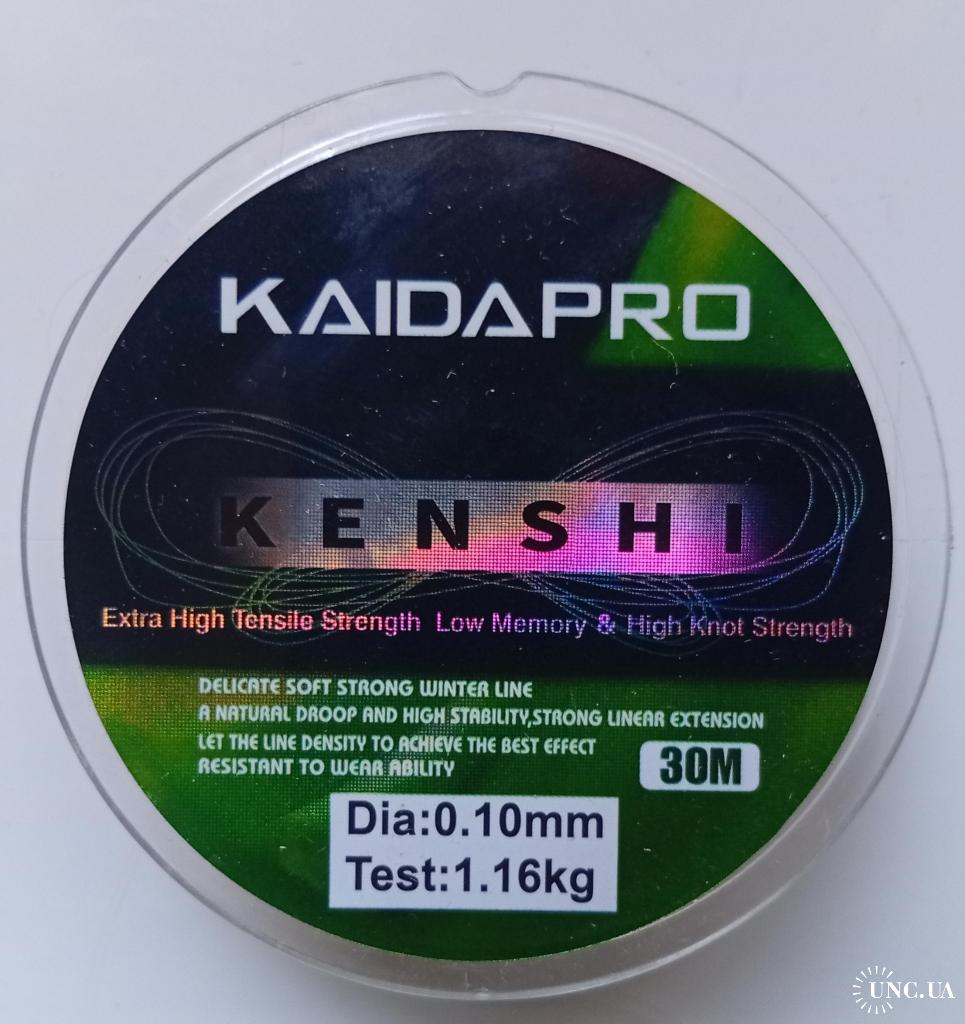 KAIDAPRO
KENSHI
Extra High Tensile Strength Low Memory & High Knot Strength
DELICATE SOFT STRONG WINTER LINE
A NATURAL DROOP AND HIGH STABILITY,STRONG LINEAR EXTENSION
LET THE LINE DENSITY TO ACHIEVE THE BEST EFFECT
RESISTANT TO WEAR ABILITY
30M
Dia:0.10mm
Test:1.16kg
UNC.UA